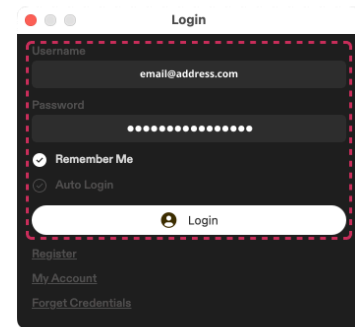 Login
Username
email@address.com
Password
Remember Me
Auto Login
Login
Register
My Account
Forget Credentials